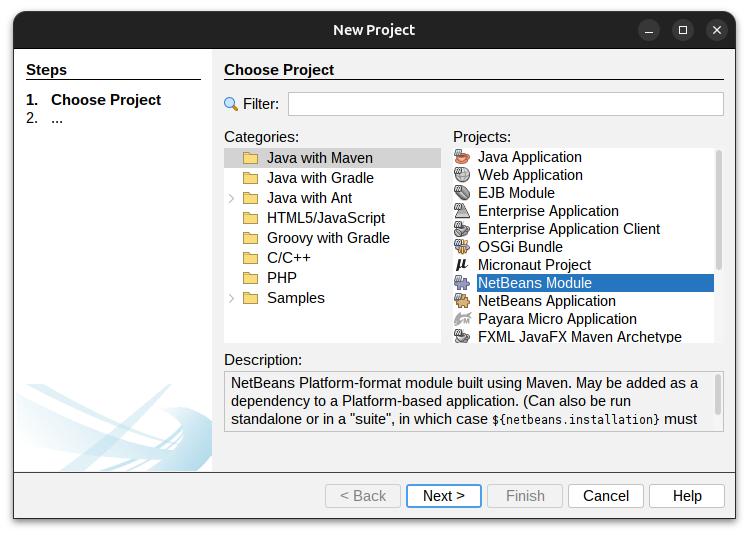 New Project
Steps
1. Choose Project
2. ...
Choose Project
Filter:
Categories:
Java with Maven
Java with Gradle
Java with Ant
HTML5/JavaScript
Groovy with Gradle
C/C++
PHP
Samples
Projects:
Java Application
Web Application
EJB Module
Enterprise Application
Enterprise Application Client
OSGi Bundle
Micronaut Project
NetBeans Module
NetBeans Application
Payara Micro Application
FXML JavaFX Maven Archetype
Description:
NetBeans Platform-format module built using Maven. May be added as a
dependency to a Platform-based application. (Can also be run
standalone or in a "suite", in which case ${netbeans.installation} must
< Back
Next >
Finish
Cancel
Help